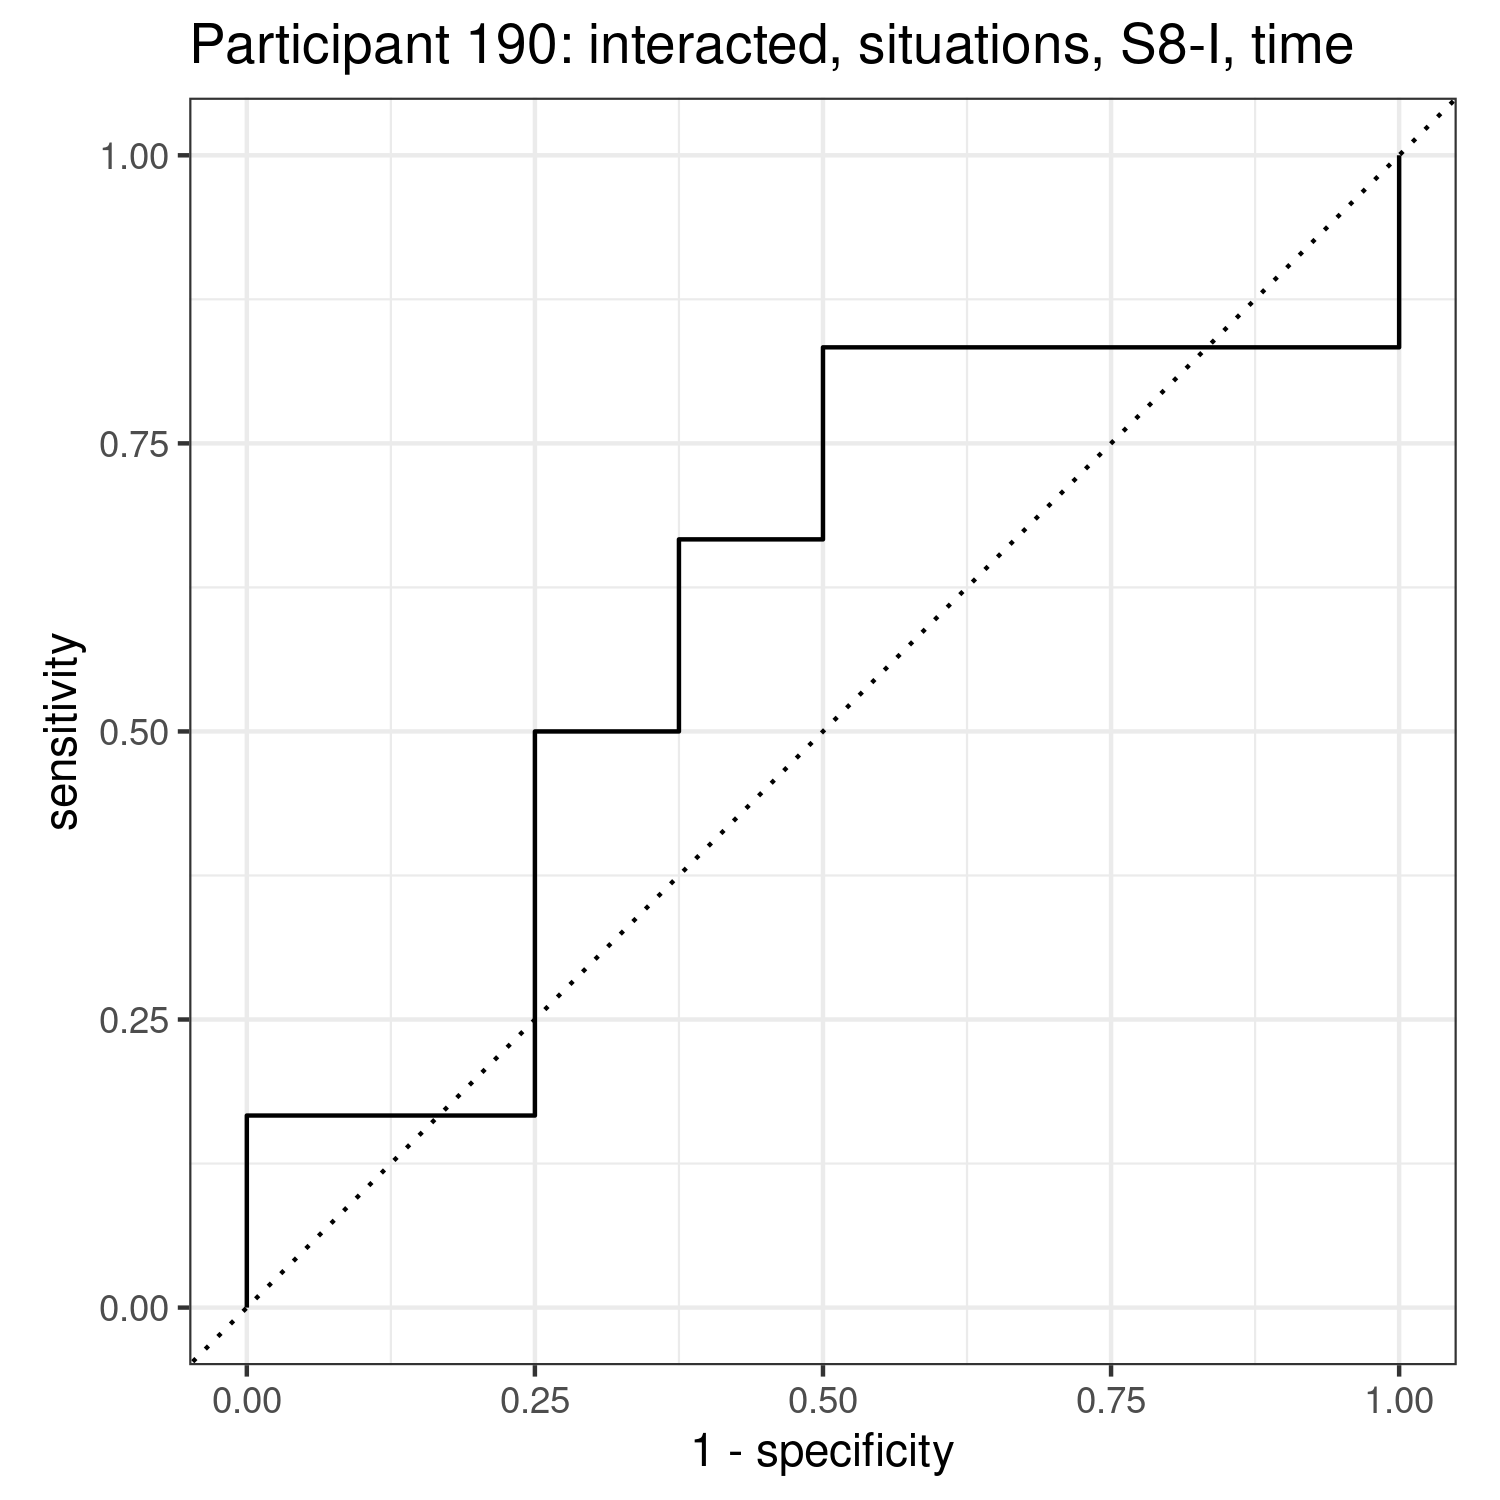 Participant 190: interacted, situations, S8-I, time
1.00
0.75
0.50
0.25
0.00
sensitivity
0.00 0.25 0.50 0.75 1.00
1 - specificity